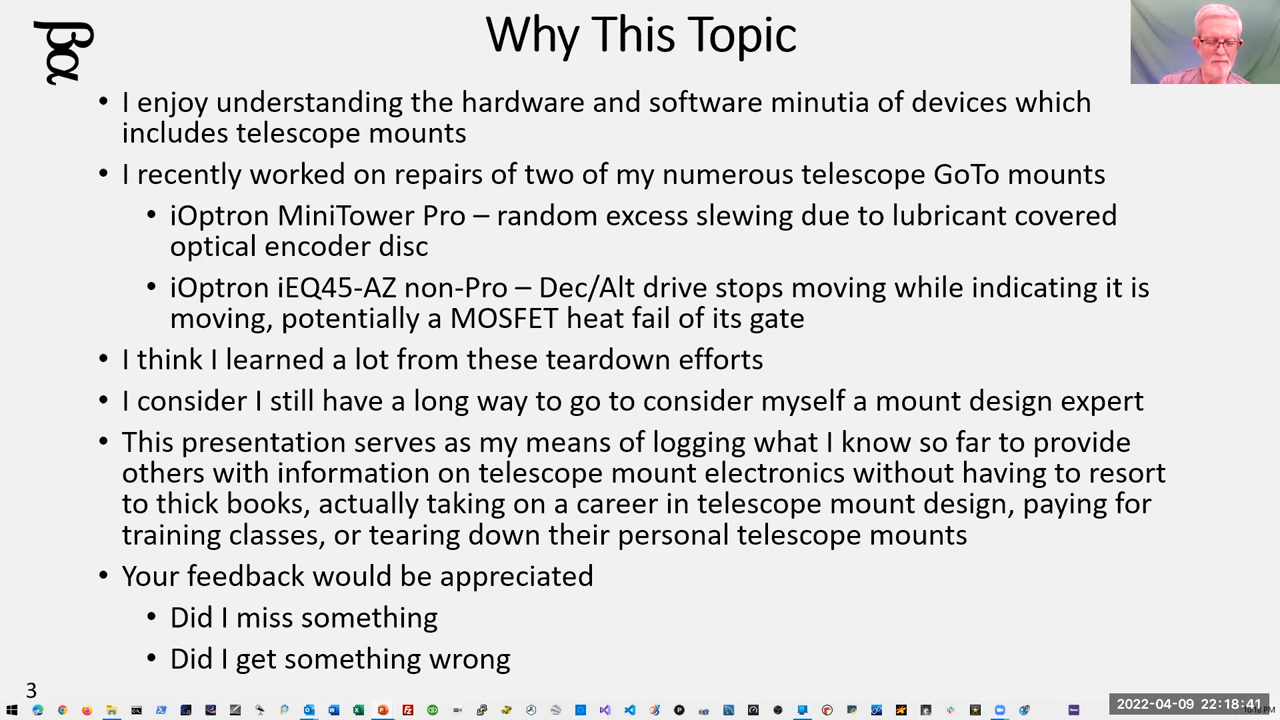 βα
Why This Topic
• I enjoy understanding the hardware and software minutia of devices which
includes telescope mounts
• I recently worked on repairs of two of my numerous telescope GoTo mounts
• iOptron MiniTower Pro – random excess slewing due to lubricant covered
optical encoder disc
• iOptron iEQ45-AZ non-Pro – Dec/Alt drive stops moving while indicating it is
moving, potentially a MOSFET heat fail of its gate
• I think I learned a lot from these teardown efforts
• I consider I still have a long way to go to consider myself a mount design expert
• This presentation serves as my means of logging what I know so far to provide
others with information on telescope mount electronics without having to resort
to thick books, actually taking on a career in telescope mount design, paying for
training classes, or tearing down their personal telescope mounts
• Your feedback would be appreciated
• Did I miss something
• Did I get something wrong
3
2022-04-09 22:18:41